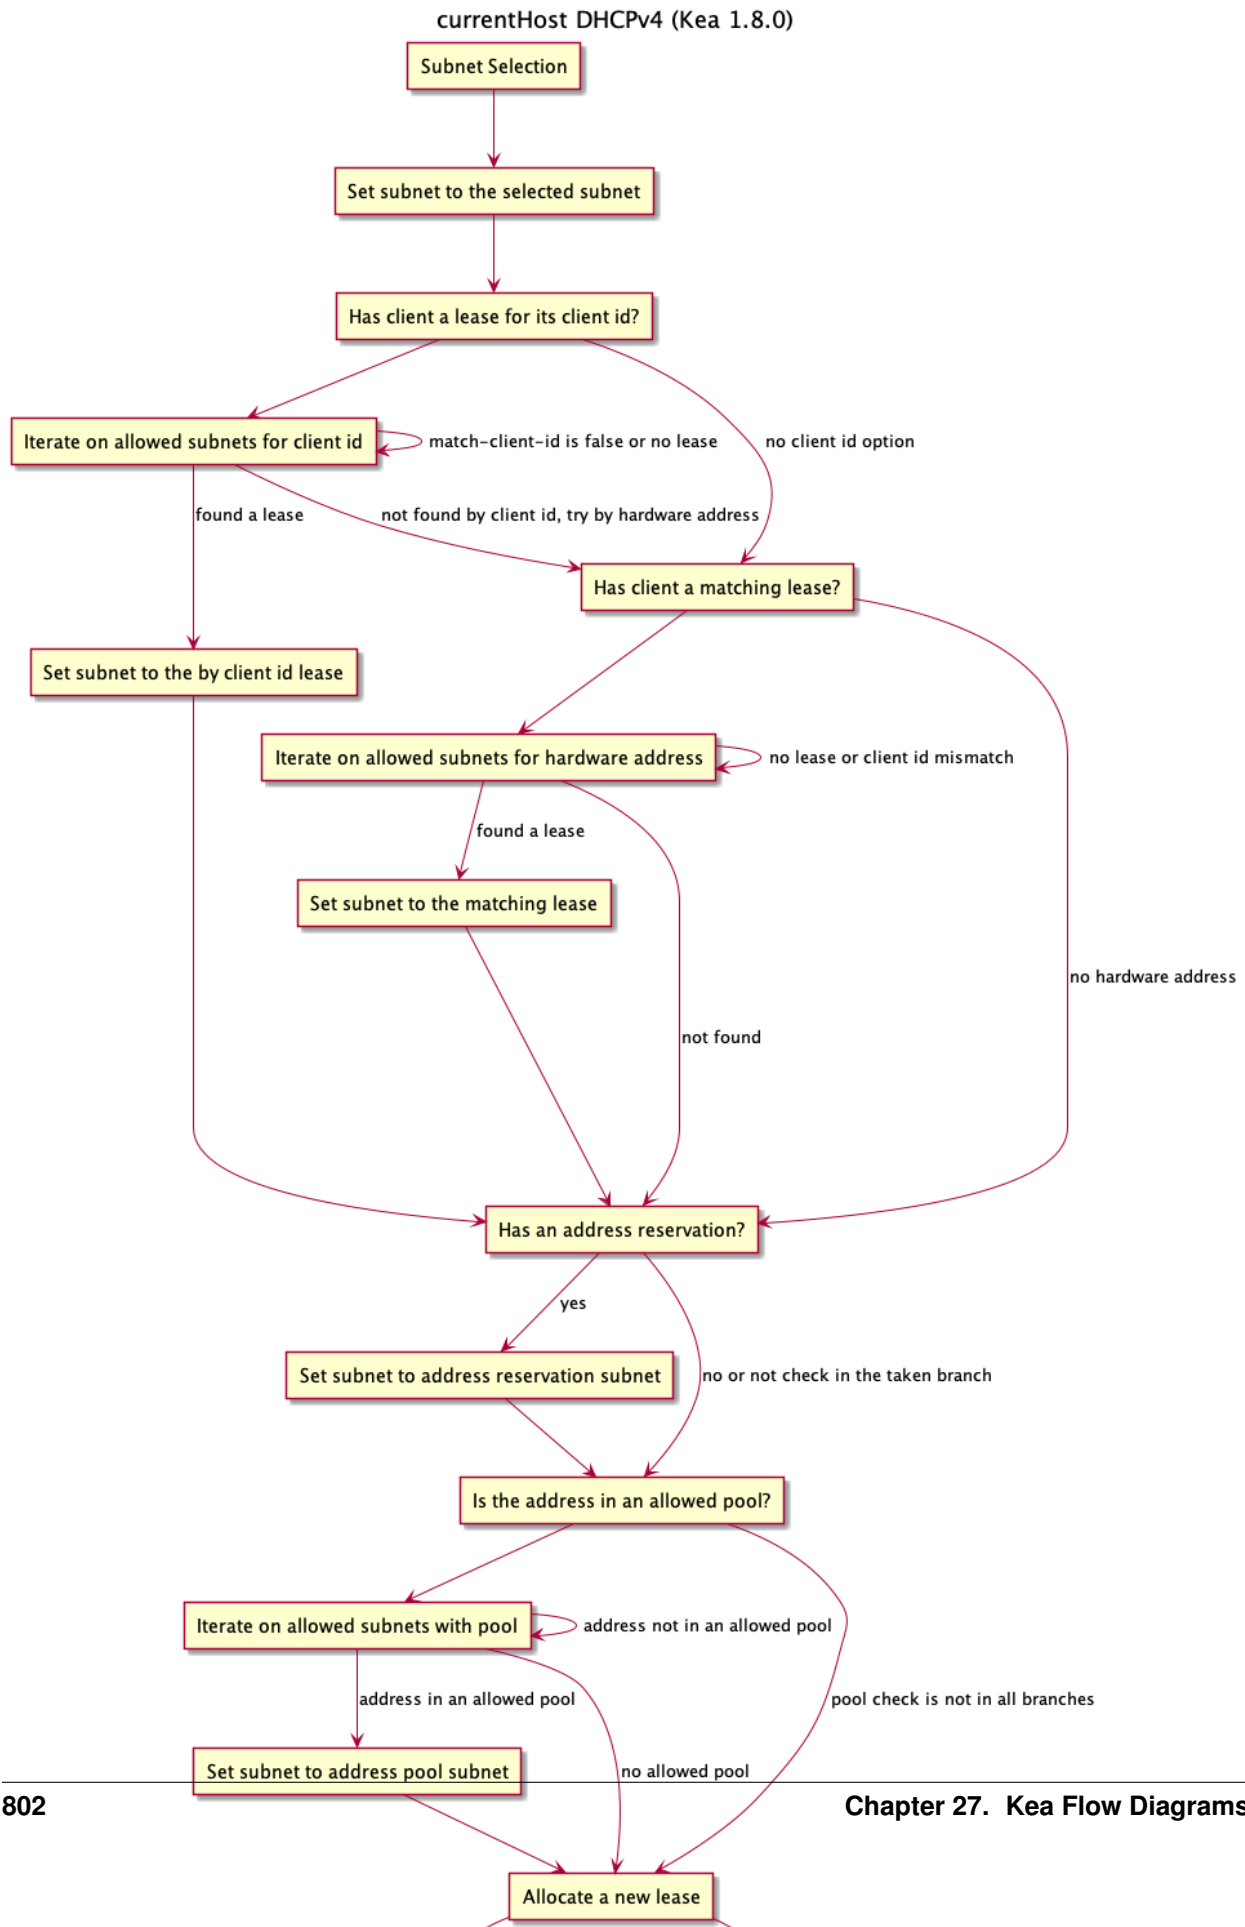 currentHost DHCPv4 (Kea 1.8.0)
Subnet Selection
Set subnet to the selected subnet
Has client a lease for its client id?
Iterate on allowed subnets for client id
match-client-id is false or no lease
no client id option
found a lease
not found by client id, try by hardware address
Has client a matching lease?
Set subnet to the by client id lease
Iterate on allowed subnets for hardware address
no lease or client id mismatch
found a lease
Set subnet to the matching lease
no hardware address
not found
Has an address reservation?
yes
Set subnet to address reservation subnet
no or not check in the taken branch
Is the address in an allowed pool?
Iterate on allowed subnets with pool
address not in an allowed pool
address in an allowed pool
pool check is not in all branches
Set subnet to address pool subnet
no allowed pool
802
Chapter 27. Kea Flow Diagrams
Allocate a new lease